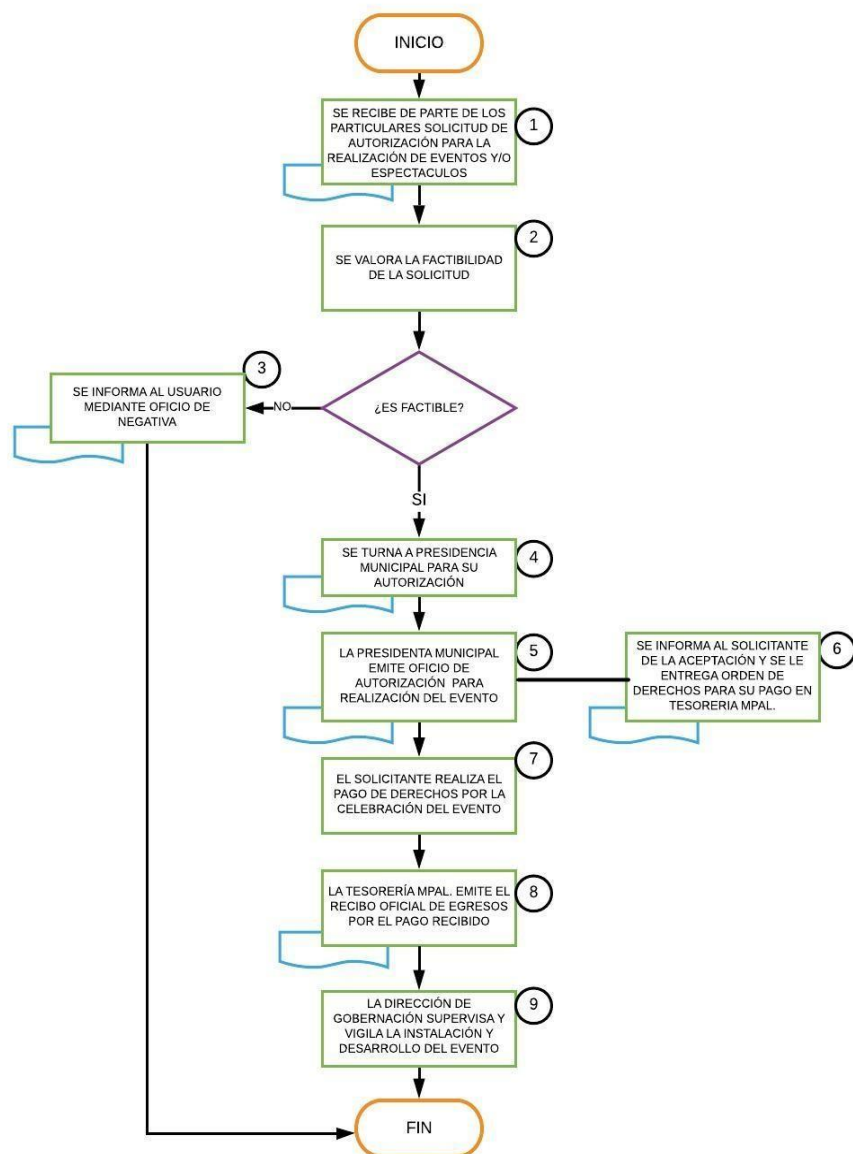 INICIO
SE RECIBE DE PARTE DE LOS
PARTICULARES SOLICITUD DE
AUTORIZACIÓN PARA LA
REALIZACIÓN DE EVENTOS Y/O
ESPECTACULOS
1
SE VALORA LA FACTIBILIDAD
DE LA SOLICITUD
2
¿ES FACTIBLE?
NO
SE INFORMA AL USUARIO
MEDIANTE OFICIO DE
NEGATIVA
3
SI
SE TURNA A PRESIDENCIA
MUNICIPAL PARA SU
AUTORIZACIÓN
4
LA PRESIDENTA MUNICIPAL
EMITE OFICIO DE
AUTORIZACIÓN PARA
REALIZACIÓN DEL EVENTO
5
SE INFORMA AL SOLICITANTE
DE LA ACEPTACIÓN Y SE LE
ENTREGA ORDEN DE
DERECHOS PARA SU PAGO EN
TESORERIA MPAL.
6
EL SOLICITANTE REALIZA EL
PAGO DE DERECHOS POR LA
CELEBRACIÓN DEL EVENTO
7
LA TESORERÍA MPAL. EMITE EL
RECIBO OFICIAL DE EGRESOS
POR EL PAGO RECIBIDO
8
LA DIRECCIÓN DE
GOBERNACIÓN SUPERVISA Y
VIGILA LA INSTALACIÓN Y
DESARROLLO DEL EVENTO
9
FIN